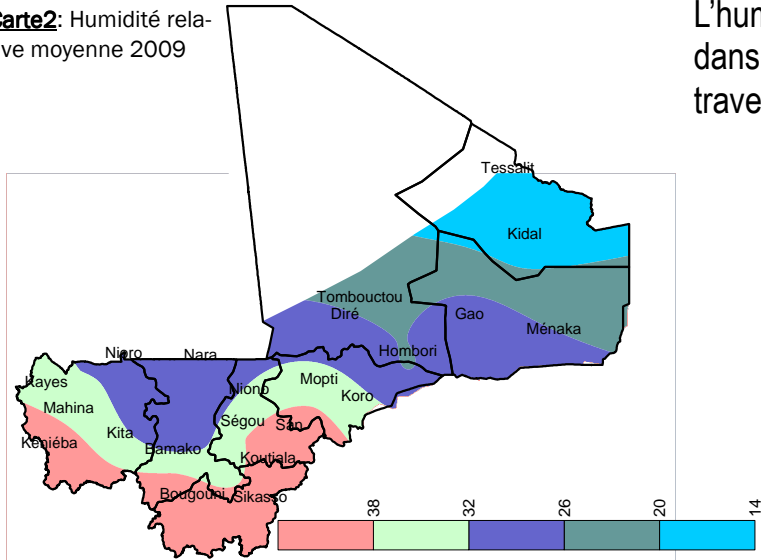 Carte2: Humidité rela-
ve moyenne 2009
L'hum
dans
trave
Tessalit
Kidal
Tombouctou
Diré
Gao
Ménaka
Hombori
Nioro
Nara
Kayes
Niono
Mopti
Koro
Mahina
Ségou
San
Kita
Keniéba
Bamako
Koutiala
Bougouni
Sikasso
38
32
26
20
14